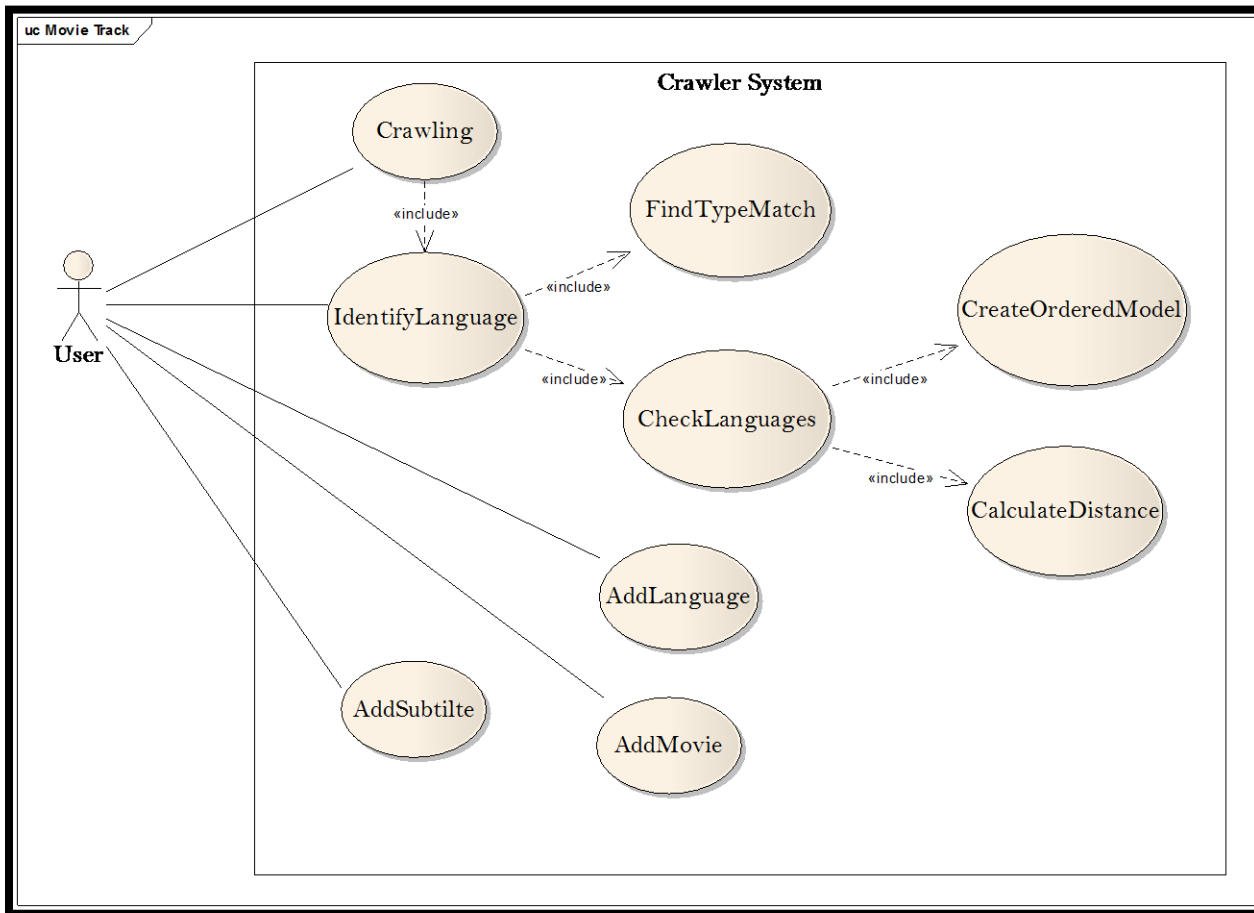 uc Movie Track
Crawler System
Crawling
«include»
FindTypeMatch
«include»
IdentifyLanguage
CreateOrderedModel
User
«include»
«include»
CheckLanguages
«include»
CalculateDistance
AddLanguage
AddSubtilte
AddMovie